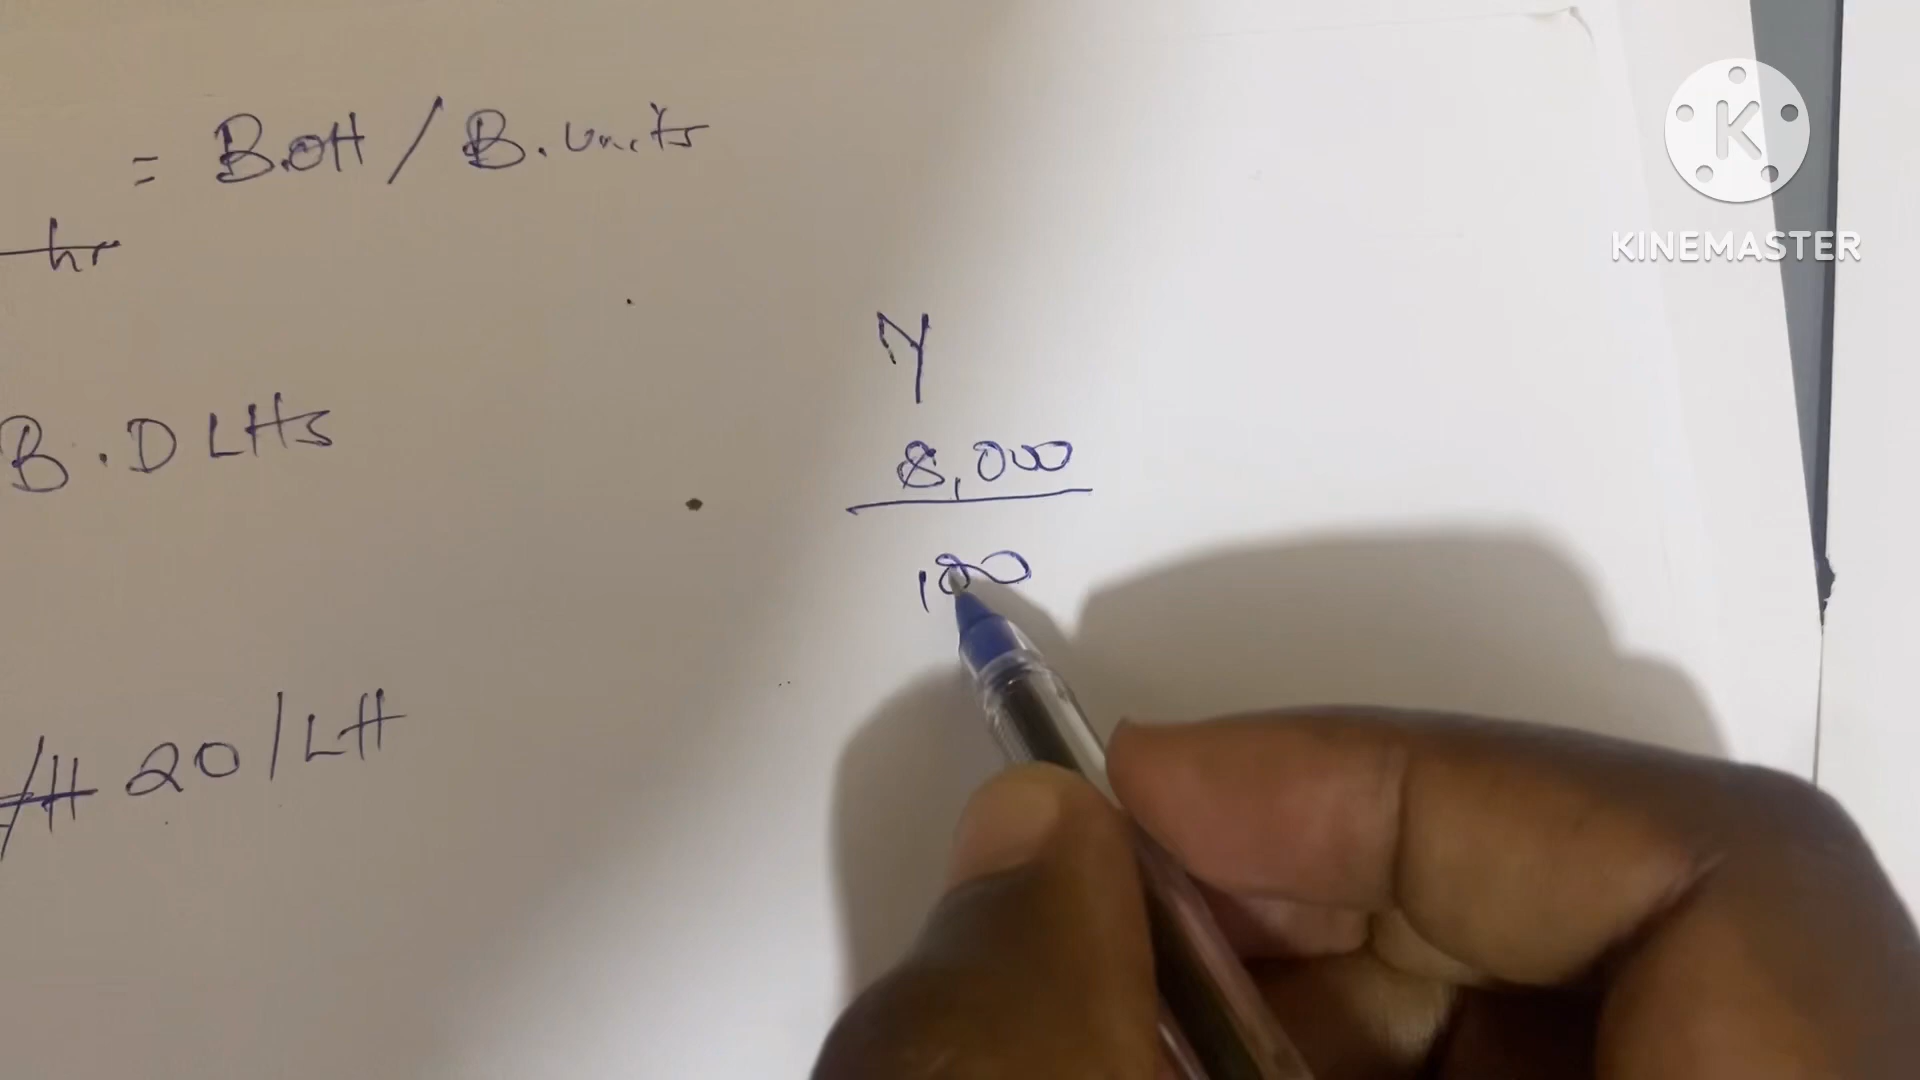 = B.OH / B. Units
hr
KINEMASTER
Y
B.DLHs
8,000
100
20/LH